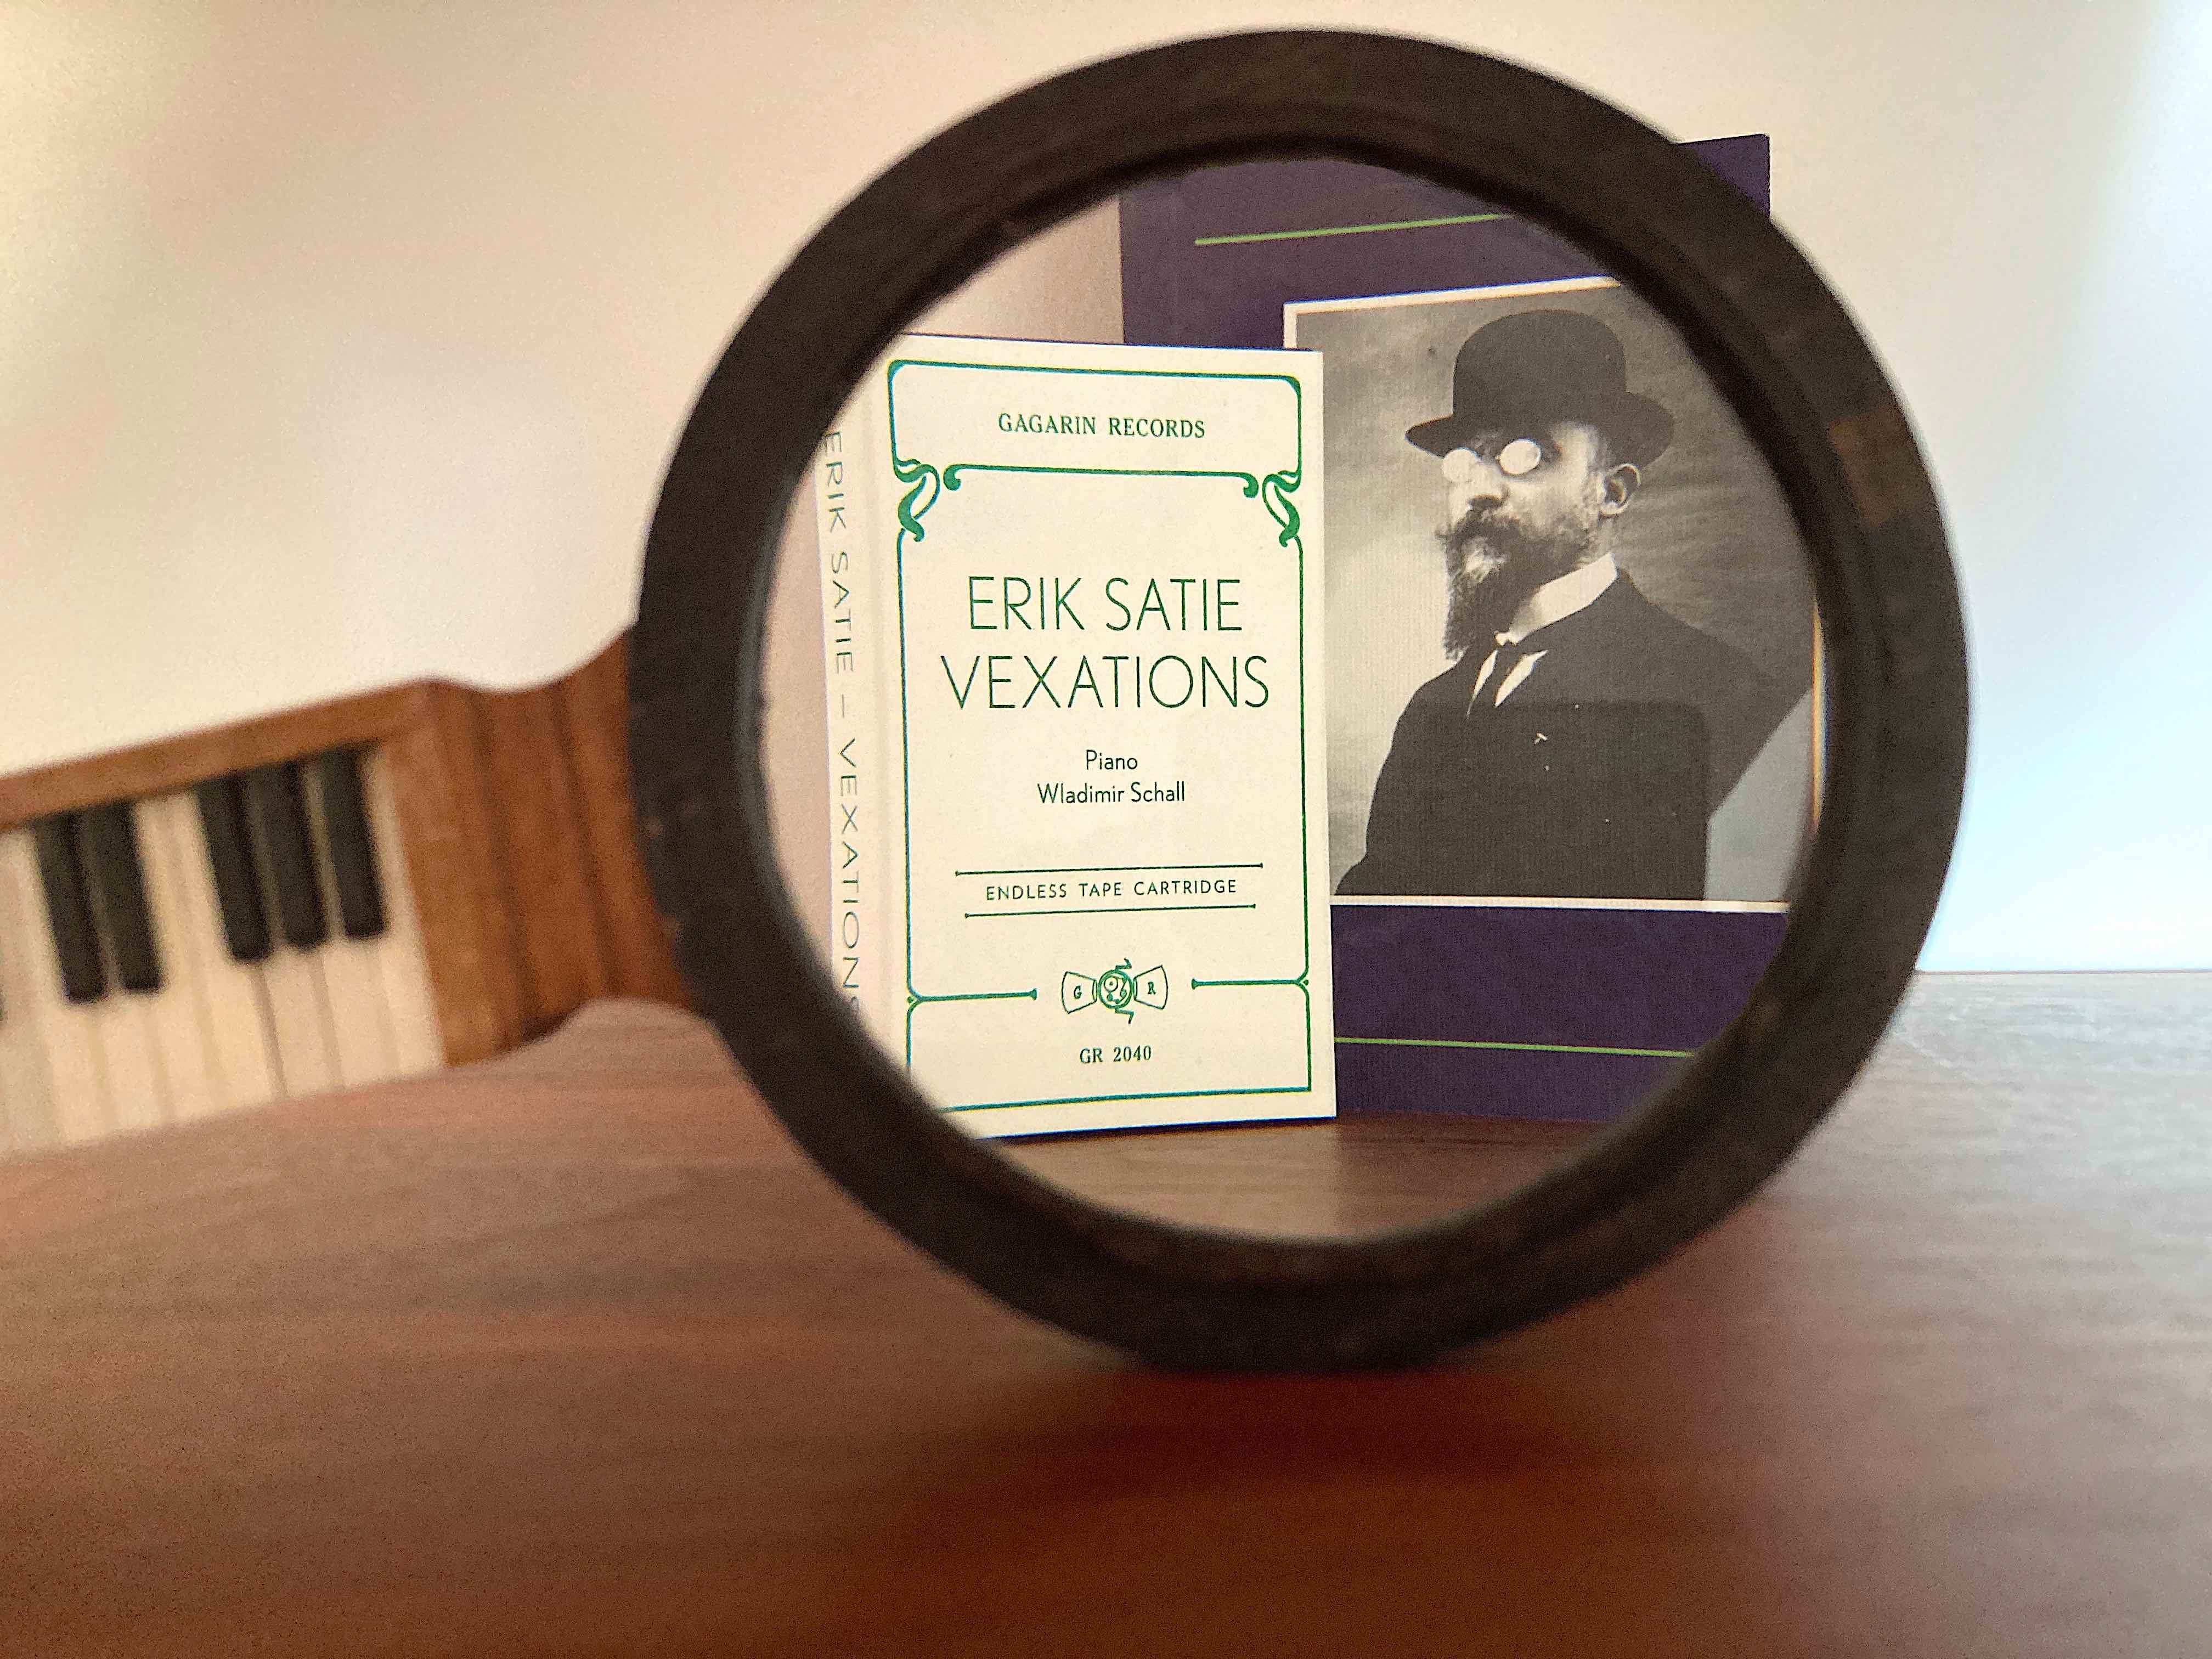 GAGARIN RECORDS
ERIK SATIE
VEXATIONS
Piano
Wladimir Schall
ENDLESS TAPE CARTRIDGE
G R
GR 2040
ERIK SATIE – VEXATIONS